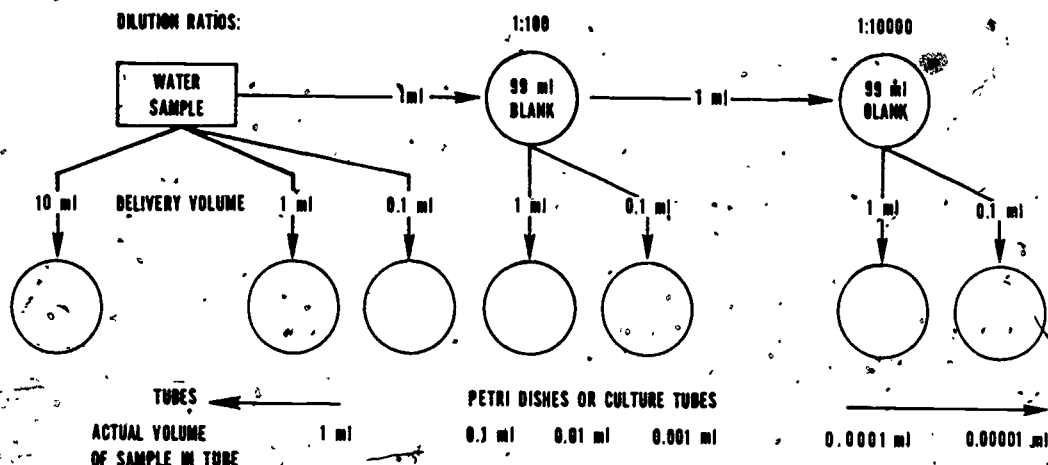 DILUTION RATIOS: 1:100 1:10000
WATER SAMPLE
1ml
99 ml BLANK
1 ml
99 ml BLANK
10 ml DELIVERY VOLUME 1 ml 0.1 ml 1 ml 0.1 ml 1 ml 0.1 ml
TUBES PETRI DISHES OR CULTURE TUBES
ACTUAL VOLUME 1 ml 0.1 ml 0.01 ml 0.001 ml 0.0001 ml 0.00001 ml
OF SAMPLE IN TUBE